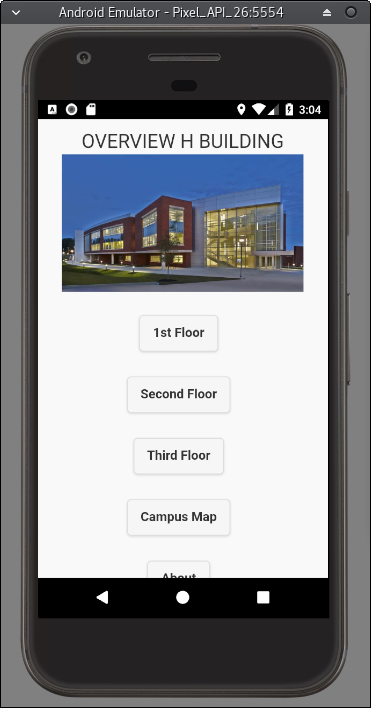 Android Emulator - Pixel_API_26:5554
A
3:04
OVERVIEW H BUILDING
1st Floor
Second Floor
Third Floor
Campus Map
About